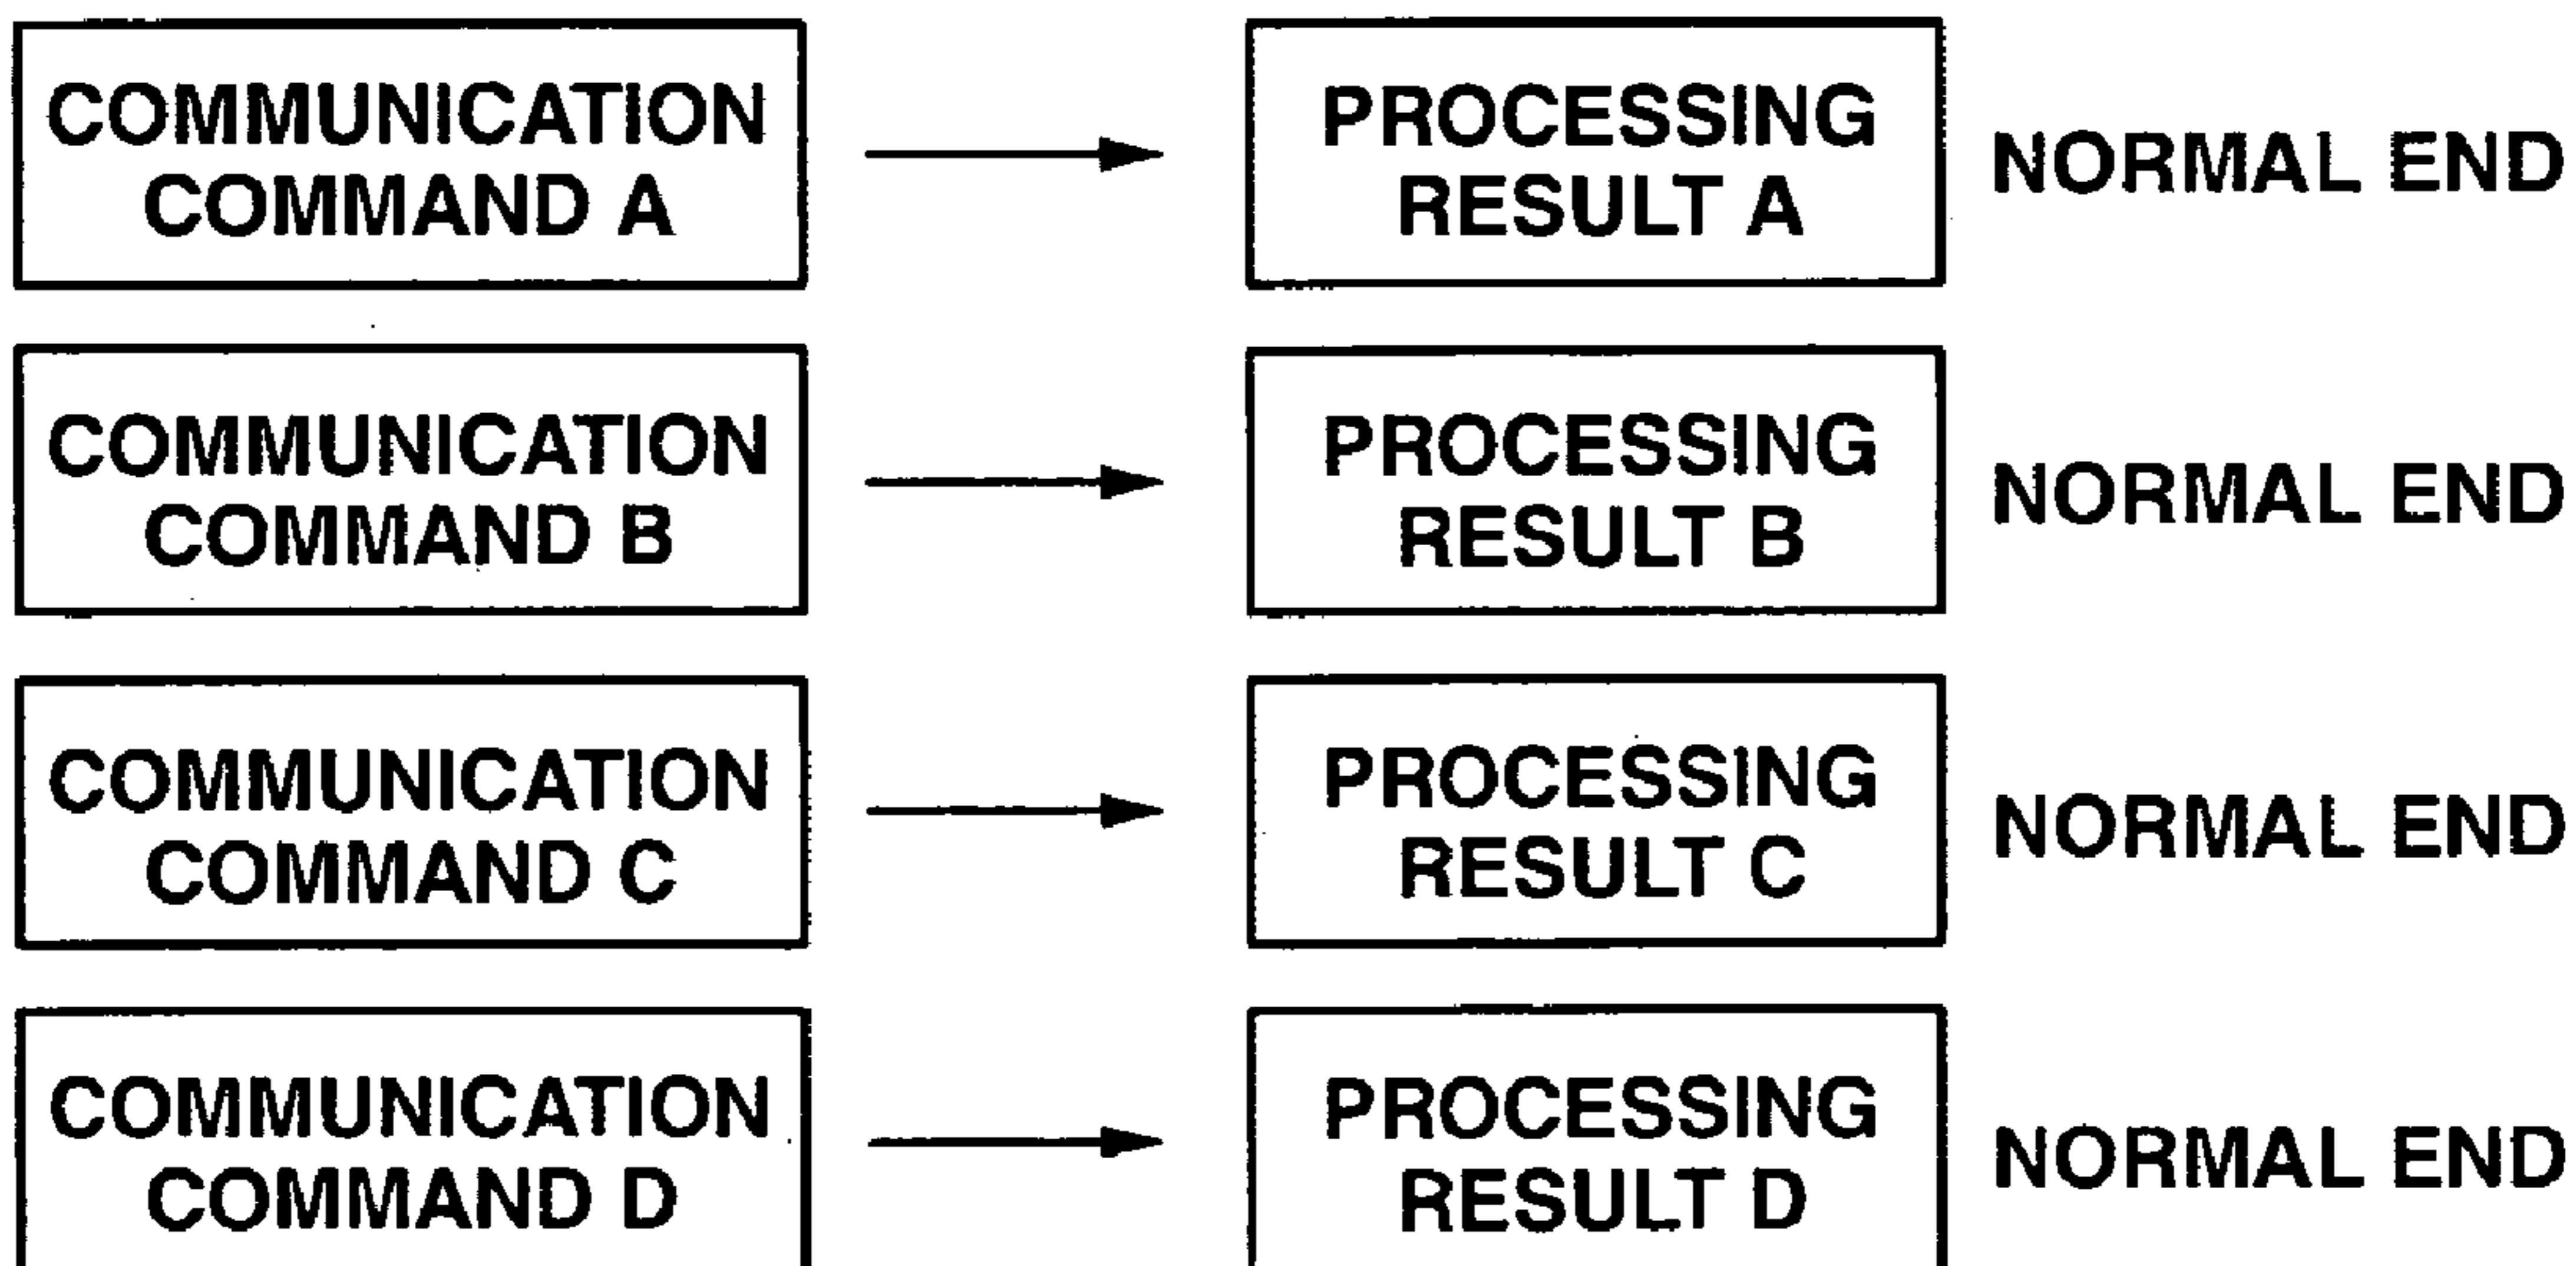 COMMUNICATION
COMMAND A
PROCESSING
RESULT A
NORMAL END
COMMUNICATION
COMMAND B
PROCESSING
RESULT B
NORMAL END
COMMUNICATION
COMMAND C
PROCESSING
RESULT C
NORMAL END
COMMUNICATION
COMMAND D
PROCESSING
RESULT D
NORMAL END